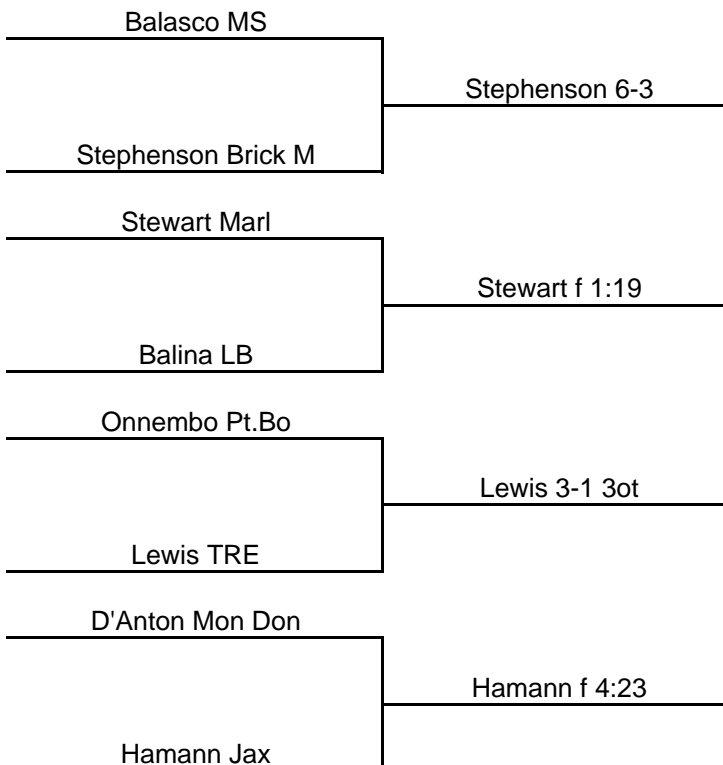 Balasco MS
Stephenson 6-3
Stephenson Brick M
Stewart Marl
Stewart f 1:19
Balina LB
Onnembo Pt.Bo
Lewis 3-1 3ot
Lewis TRE
D'Anton Mon Don
Hamann f 4:23
Hamann Jax